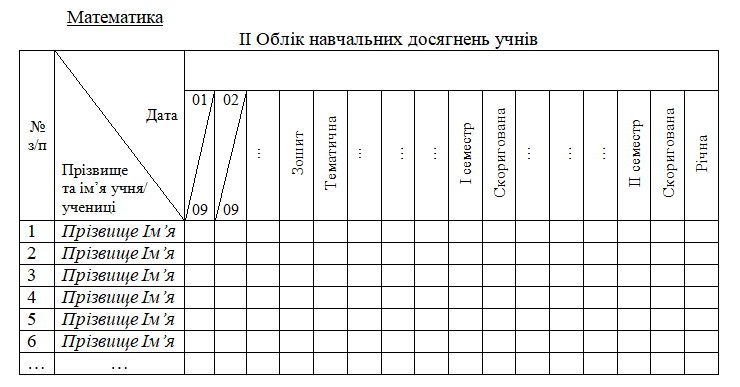 Математика
ІІ Облік навчальних досягнень учнів
№
з/п
Дата
Прізвище
та ім’я учня/
учениці
01
09
02
09
...
Зошит
Тематична
...
...
...
І семестр
Скоригована
...
...
...
ІІ семестр
Скоригована
Річна
1 Прізвище Ім’я
2 Прізвище Ім’я
3 Прізвище Ім’я
4 Прізвище Ім’я
5 Прізвище Ім’я
6 Прізвище Ім’я
... ...